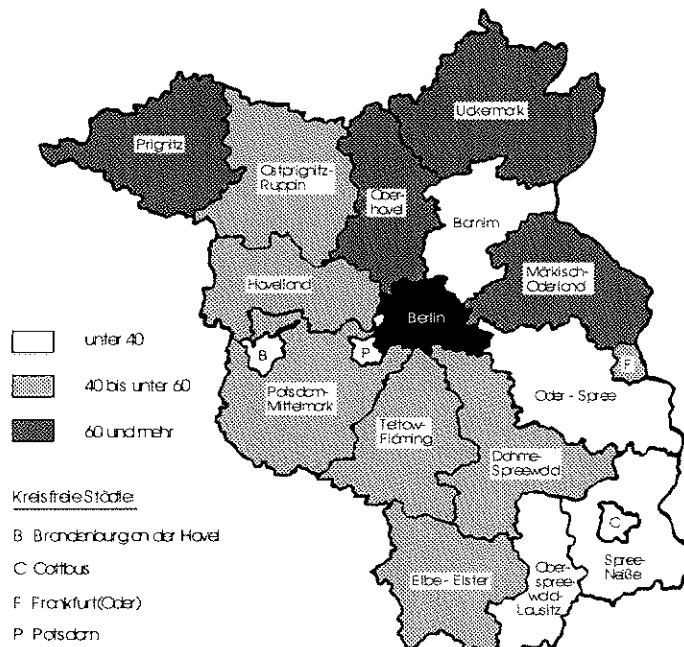 Uckermark
Prignitz
Ostprignitz-
Ruppin
Ober-
havel
Barnim
Havelland
Märkisch-
Oderland
Berlin
unter 40
B
P
F
40 bis unter 60
Potsdam-
Mittelmark
Oder - Spree
Teltow-
Fläming
60 und mehr
Dahme-
Spreewald
Kreisfreie Städte:
B Brandenburg an der Havel
C
C Cottbus
Spree-
Neiße
Elbe - Elster
Ober-
spree-
wald-
Lausitz
F Frankfurt(Oder)
P Potsdam